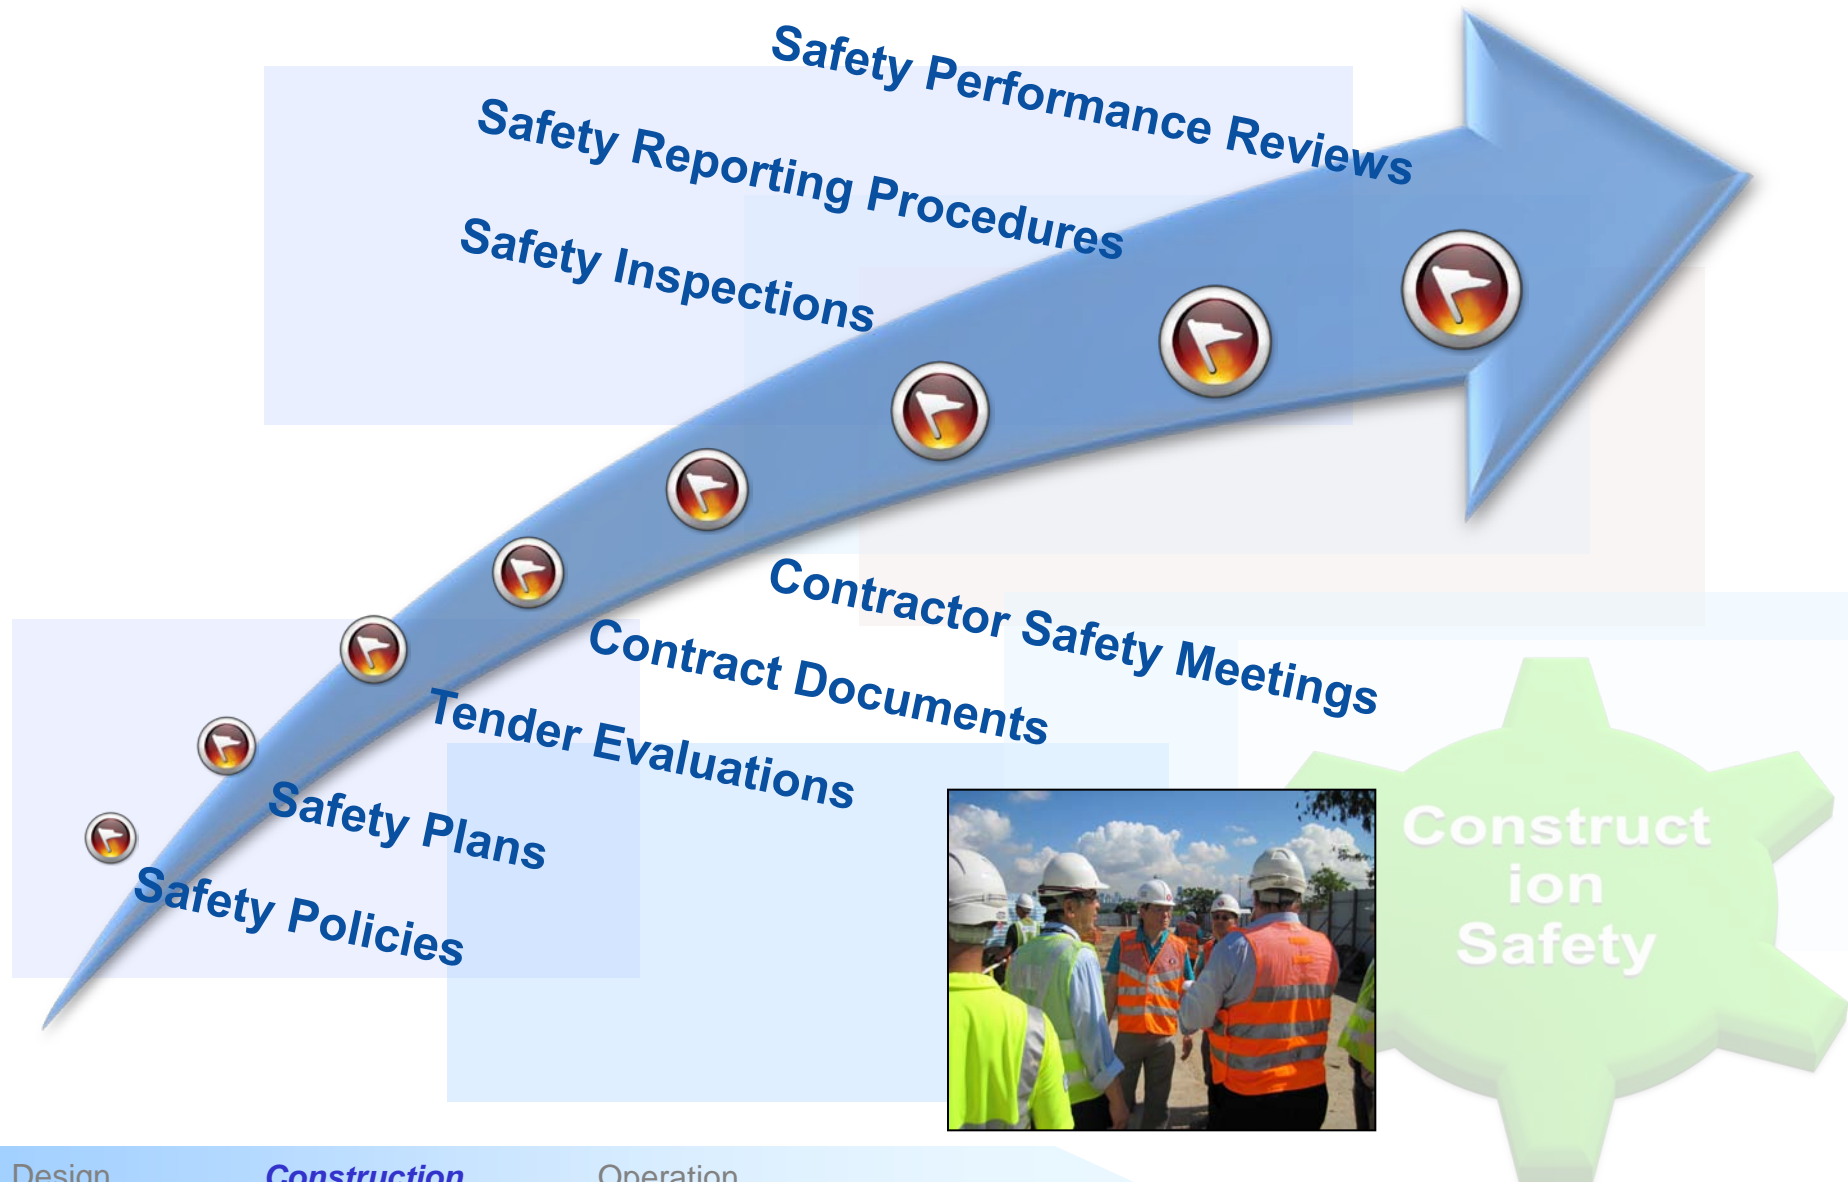 Safety Performance Reviews
Safety Reporting Procedures
Safety Inspections
Contractor Safety Meetings
Contract Documents
Tender Evaluations
Safety Plans
Safety Policies
Construct
ion
Safety
Design
Construction
Operation